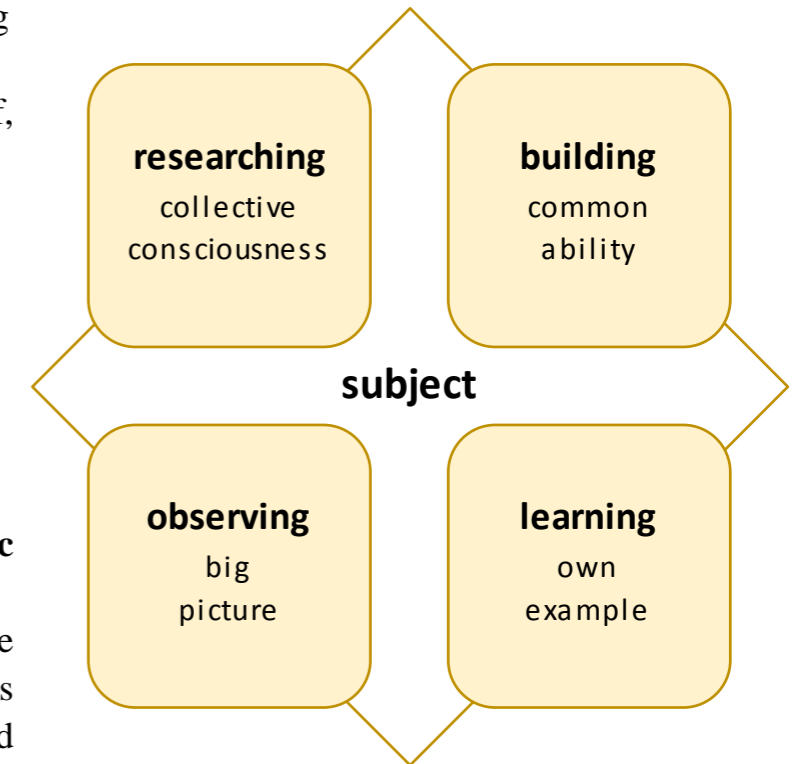 g
f,
researching
collective
consciousness
building
common
ability
subject
observing
big
picture
learning
own
example
c
e
s
d